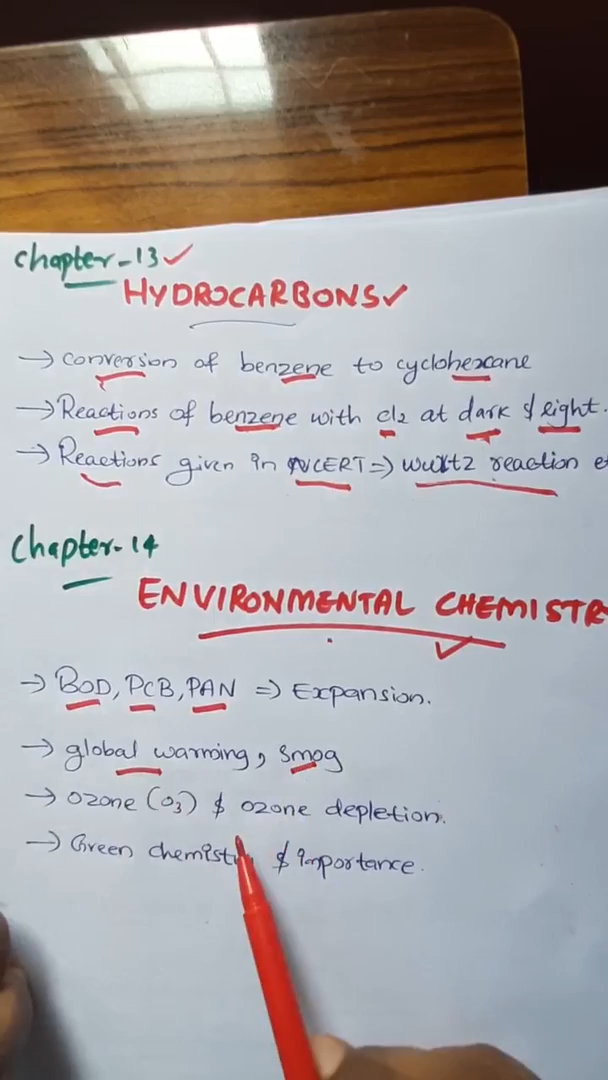 chapter-13
HYDROCARBONS
→ conversion of benzene to cyclohexane
→ Reactions of benzene with cl2 at dark & light.
→ Reactions given in NCERT ⇒ wurtz reaction
Chapter-14
ENVIRONMENTAL CHEMISTR
→ BOD, PCB, PAN ⇒ Expansion.
→ global warming, smog
→ ozone (O3) & ozone depletion.
→ Green chemist & importance.